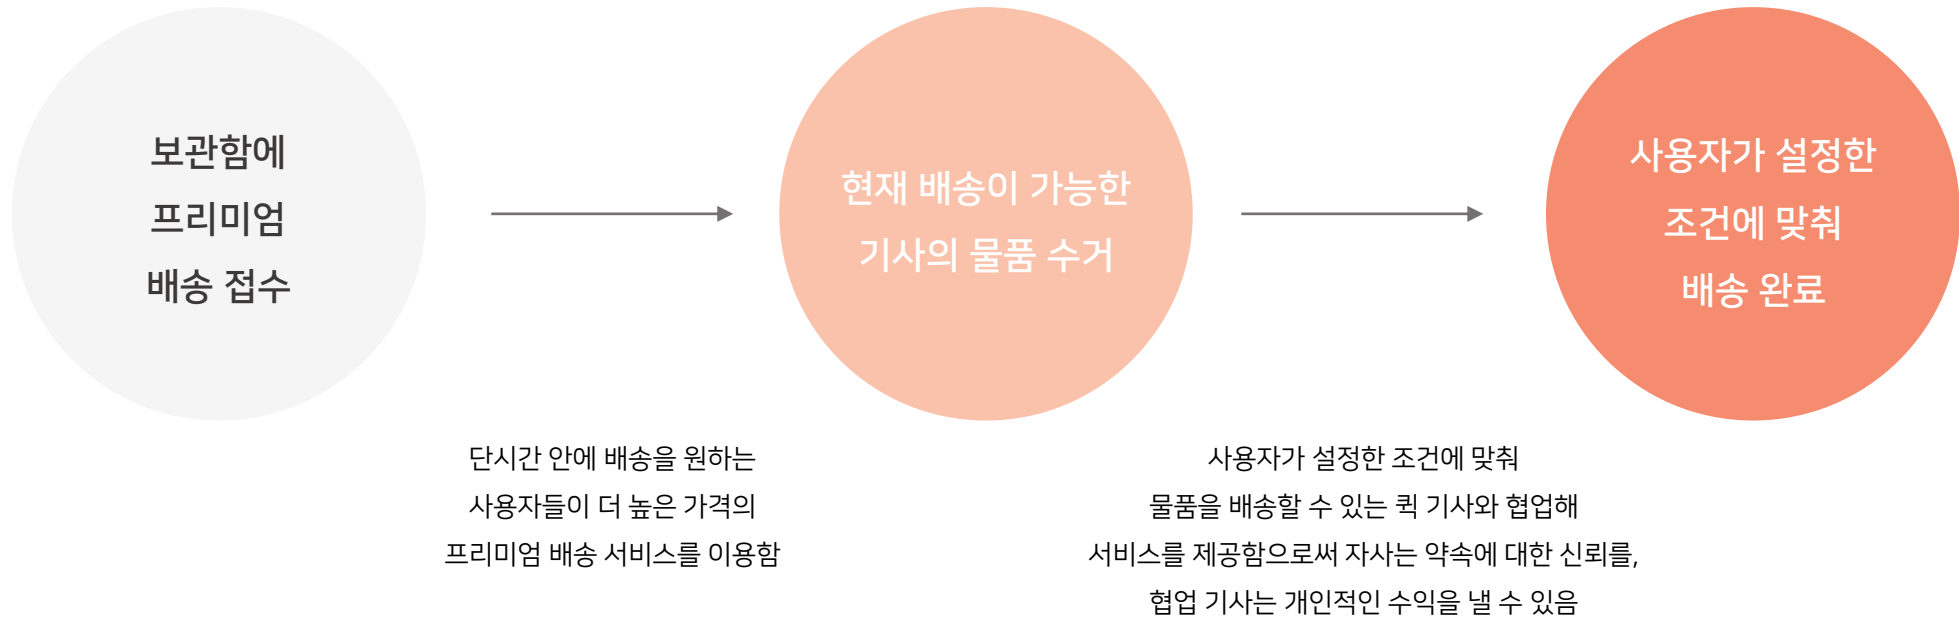 보관함에
프리미엄
배송 접수
현재 배송이 가능한
기사의 물품 수거
사용자가 설정한
조건에 맞춰
배송 완료
단시간 안에 배송을 원하는
사용자들이 더 높은 가격의
프리미엄 배송 서비스를 이용함
사용자가 설정한 조건에 맞춰
물품을 배송할 수 있는 퀵 기사와 협업해
서비스를 제공함으로써 자사는 약속에 대한 신뢰를,
협업 기사는 개인적인 수익을 낼 수 있음